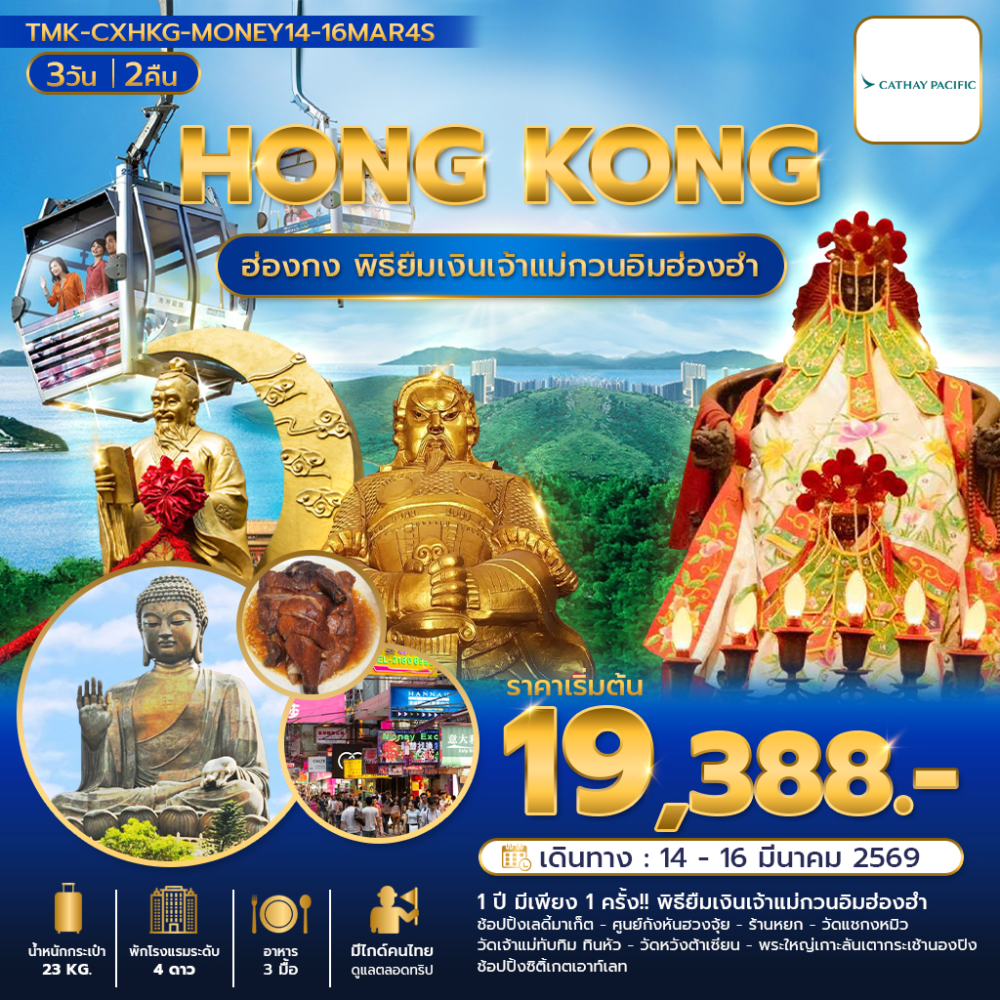 TMK-CXHKG-MONEY14-16MAR4S
3วัน | 2คืน
CATHAY PACIFIC
HONG KONG
ฮ่องกง พิธียืมเงินเจ้าแม่กวนอิมฮ่องฮำ
HANNAH
ราคาเริ่มต้น
19,388.-
เดินทาง : 14 - 16 มีนาคม 2569
1 ปี มีเพียง 1 ครั้ง!! พิธียืมเงินเจ้าแม่กวนอิมฮ่องฮำ
ช้อปปิ้งเลดี้มาเก็ต - ศูนย์กังหันฮวงจุ้ย - ร้านหยก - วัดแชกงหมิว
วัดเจ้าแม่ทับทิม ทินหัว - วัดหวังต้าเซียน - พระใหญ่เกาะลันเตากระเช้านองปิง
ช้อปปิ้งซิตี้เกตเอาท์เลท
น้ำหนักกระเป๋า
23 KG.
พักโรงแรมระดับ
4 ดาว
อาหาร
3 มื้อ
มีไกด์คนไทย
ดูแลตลอดทริป